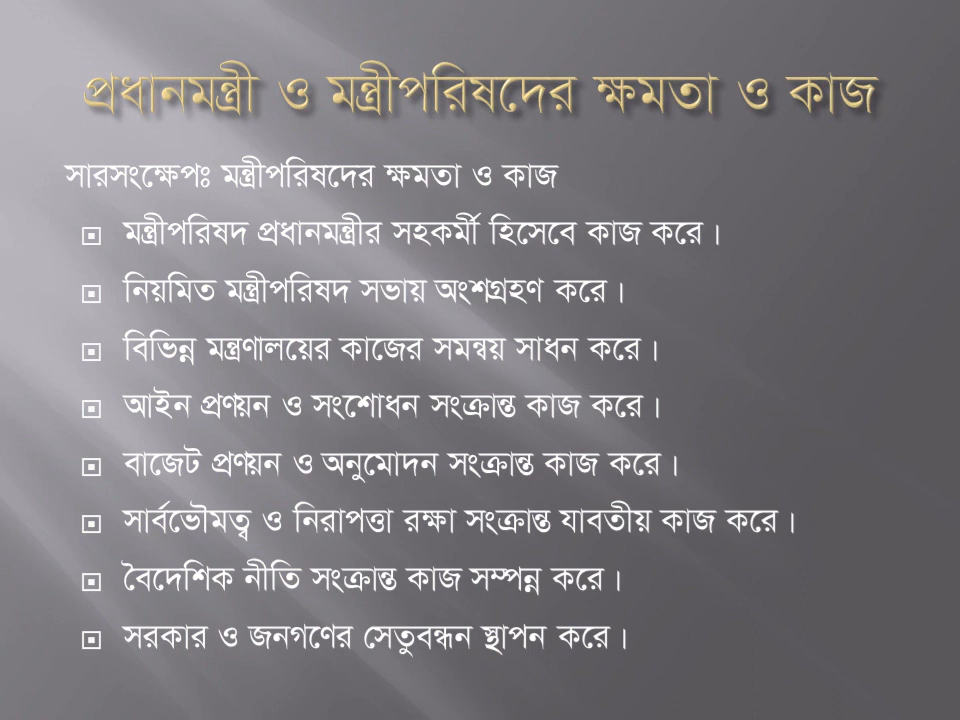 প্রধানমন্ত্রী ও মন্ত্রীপরিষদের ক্ষমতা ও কাজ
সারসংক্ষেপঃ মন্ত্রীপরিষদের ক্ষমতা ও কাজ
মন্ত্রীপরিষদ প্রধানমন্ত্রীর সহকর্মী হিসেবে কাজ করে।
নিয়মিত মন্ত্রীপরিষদ সভায় অংশগ্রহণ করে।
বিভিন্ন মন্ত্রণালয়ের কাজের সমন্বয় সাধন করে।
আইন প্রণয়ন ও সংশোধন সংক্রান্ত কাজ করে।
বাজেট প্রণয়ন ও অনুমোদন সংক্রান্ত কাজ করে।
সার্বভৌমত্ব ও নিরাপত্তা রক্ষা সংক্রান্ত যাবতীয় কাজ করে।
বৈদেশিক নীতি সংক্রান্ত কাজ সম্পন্ন করে।
সরকার ও জনগণের সেতুবন্ধন স্থাপন করে।